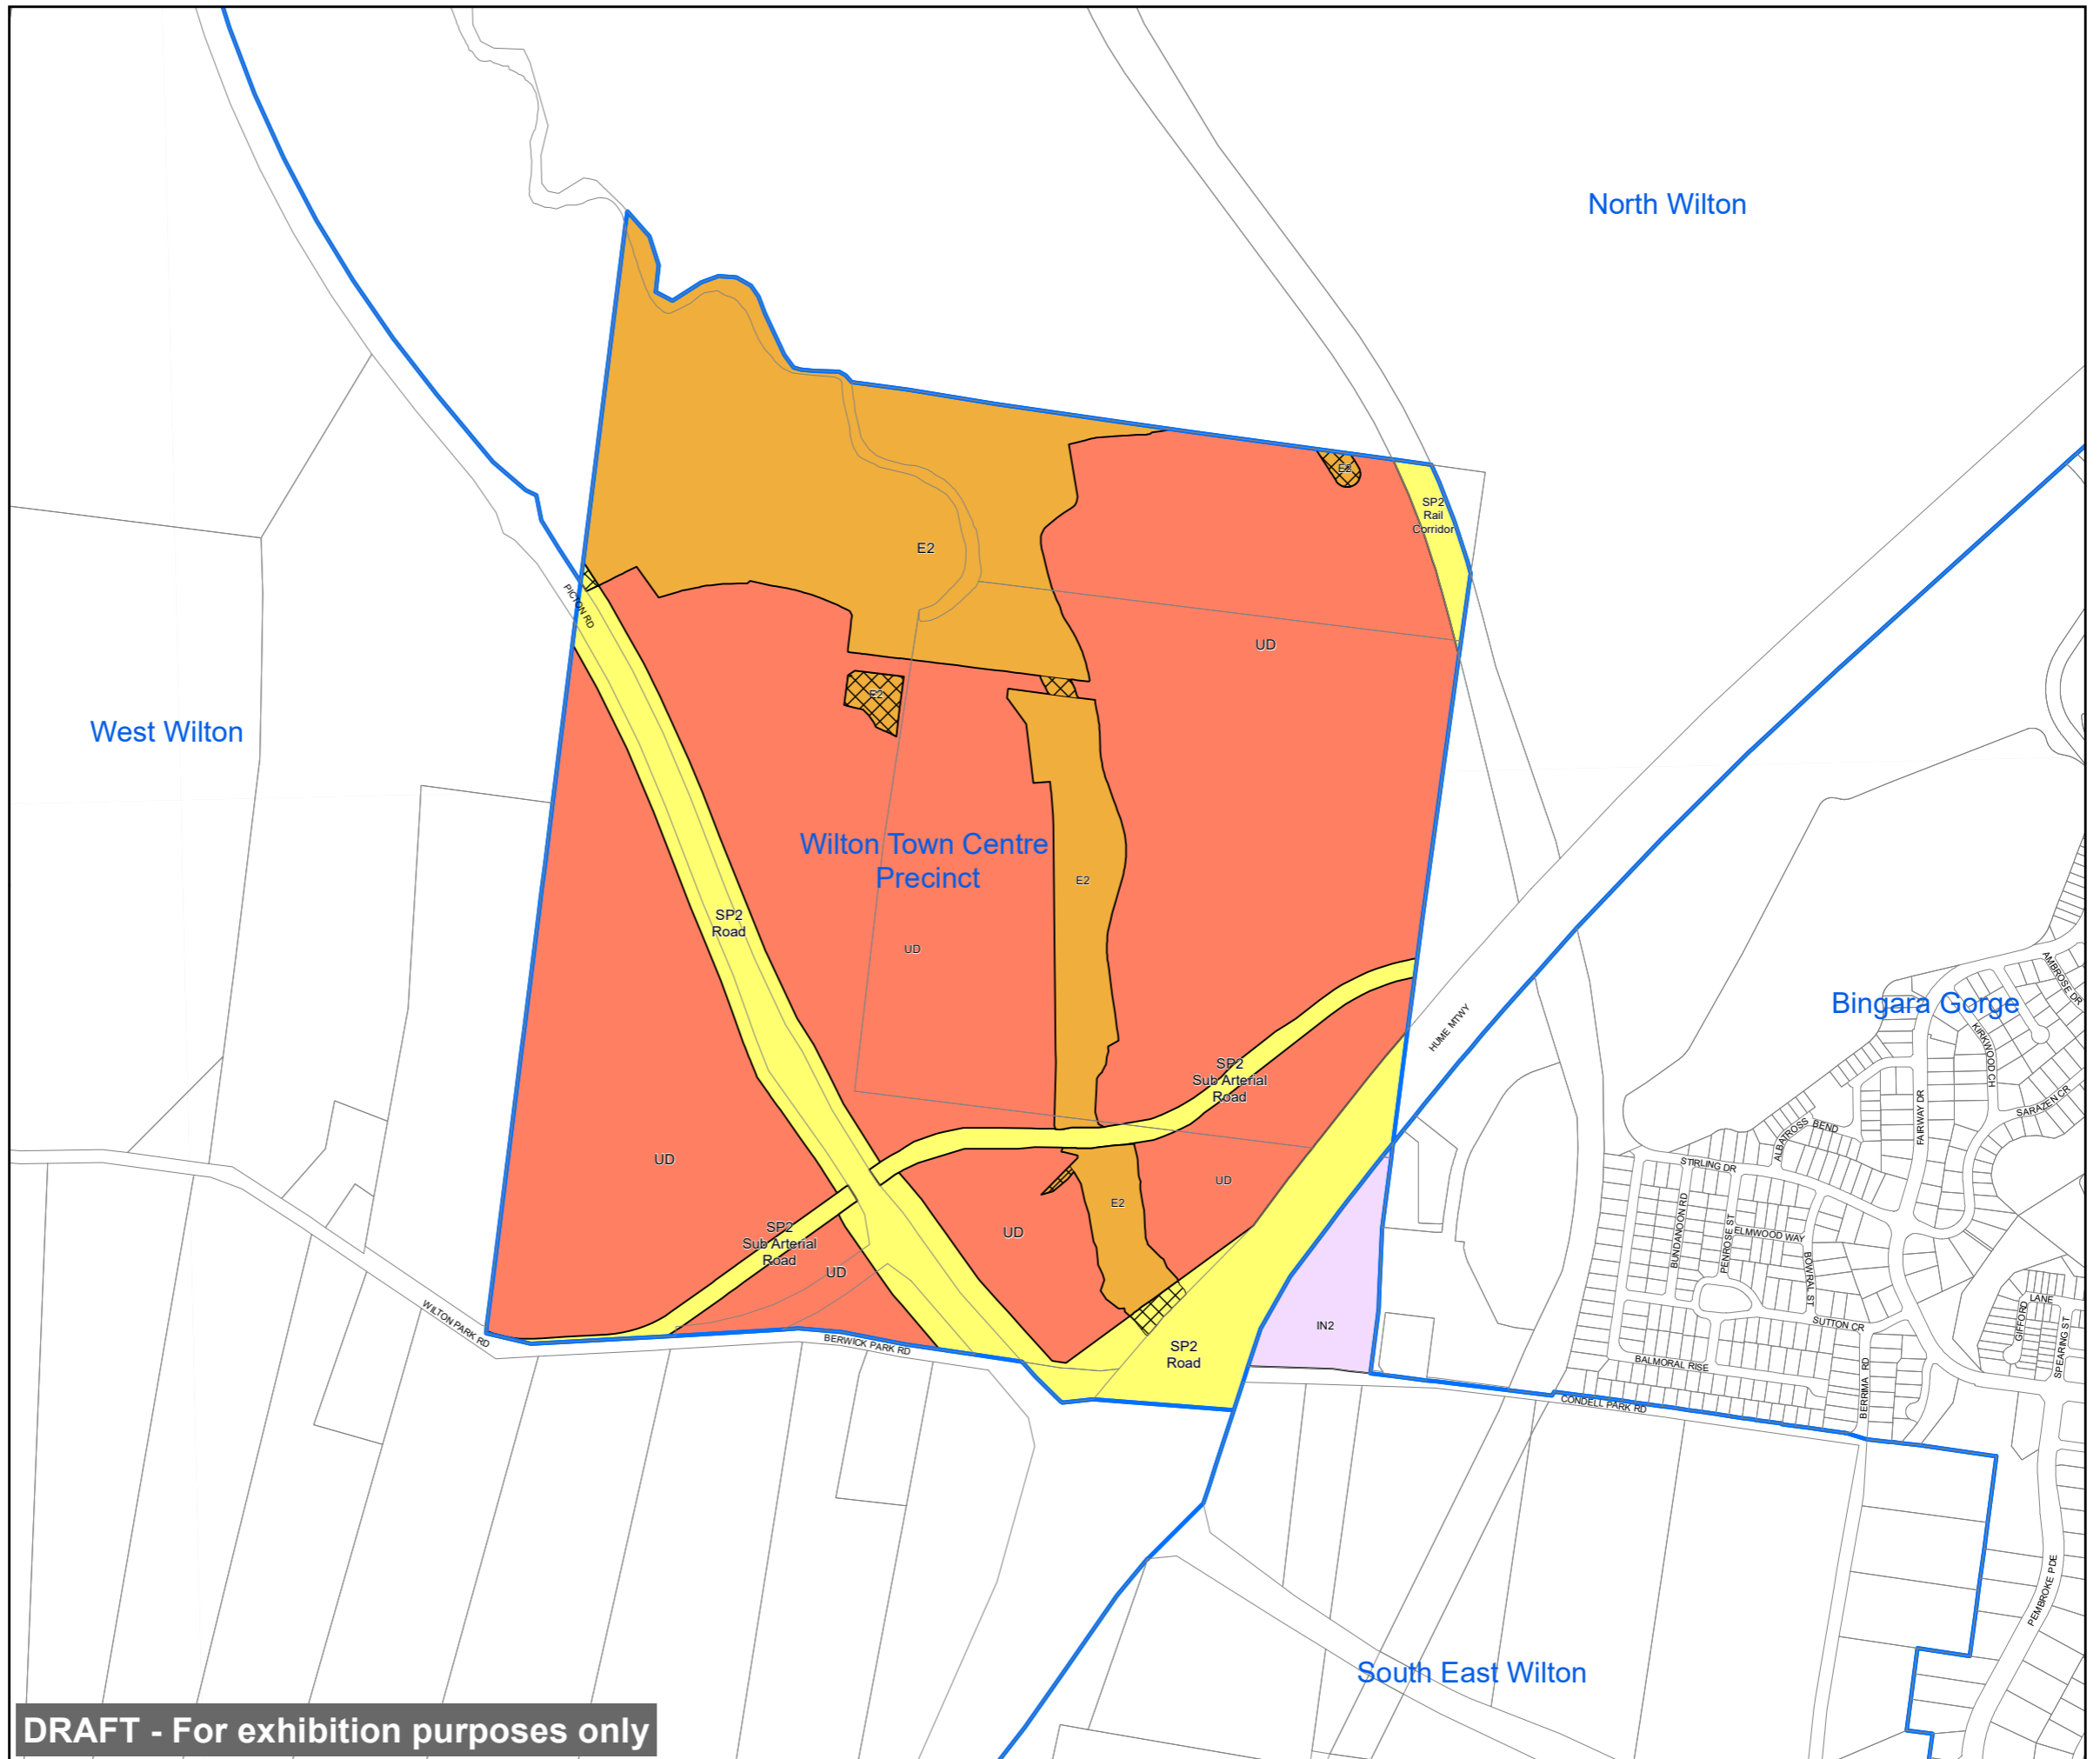 North Wilton
E2
SP2
Rail
Corridor
E2
PICTON RD
UD
E2
West Wilton
Wilton Town Centre
Precinct
E2
SP2
Road
UD
AMBROSE DR
Bingara Gorge
HUME MTWY
KIRKWOOD CH
SP2
Sub Arterial
Road
SARAZEN CR
FAIRWAY DR
ALBATROSS
BEND
UD
STIRLING DR
UD
E2
BUNDANOON RD
PENROSE ST
ELMWOOD WAY
BOWRAL ST
SP2
Sub Arterial
Road
UD
UD
LANE
GIFFORD
SPEARING ST
WILTON PARK RD
BERWICK PARK RD
IN2
SUTTON CR
SP2
Road
BALMORAL RISE
BERRIMA RD
CONDELL PARK RD
PEMBROKE PDE
South East Wilton
DRAFT - For exhibition purposes only